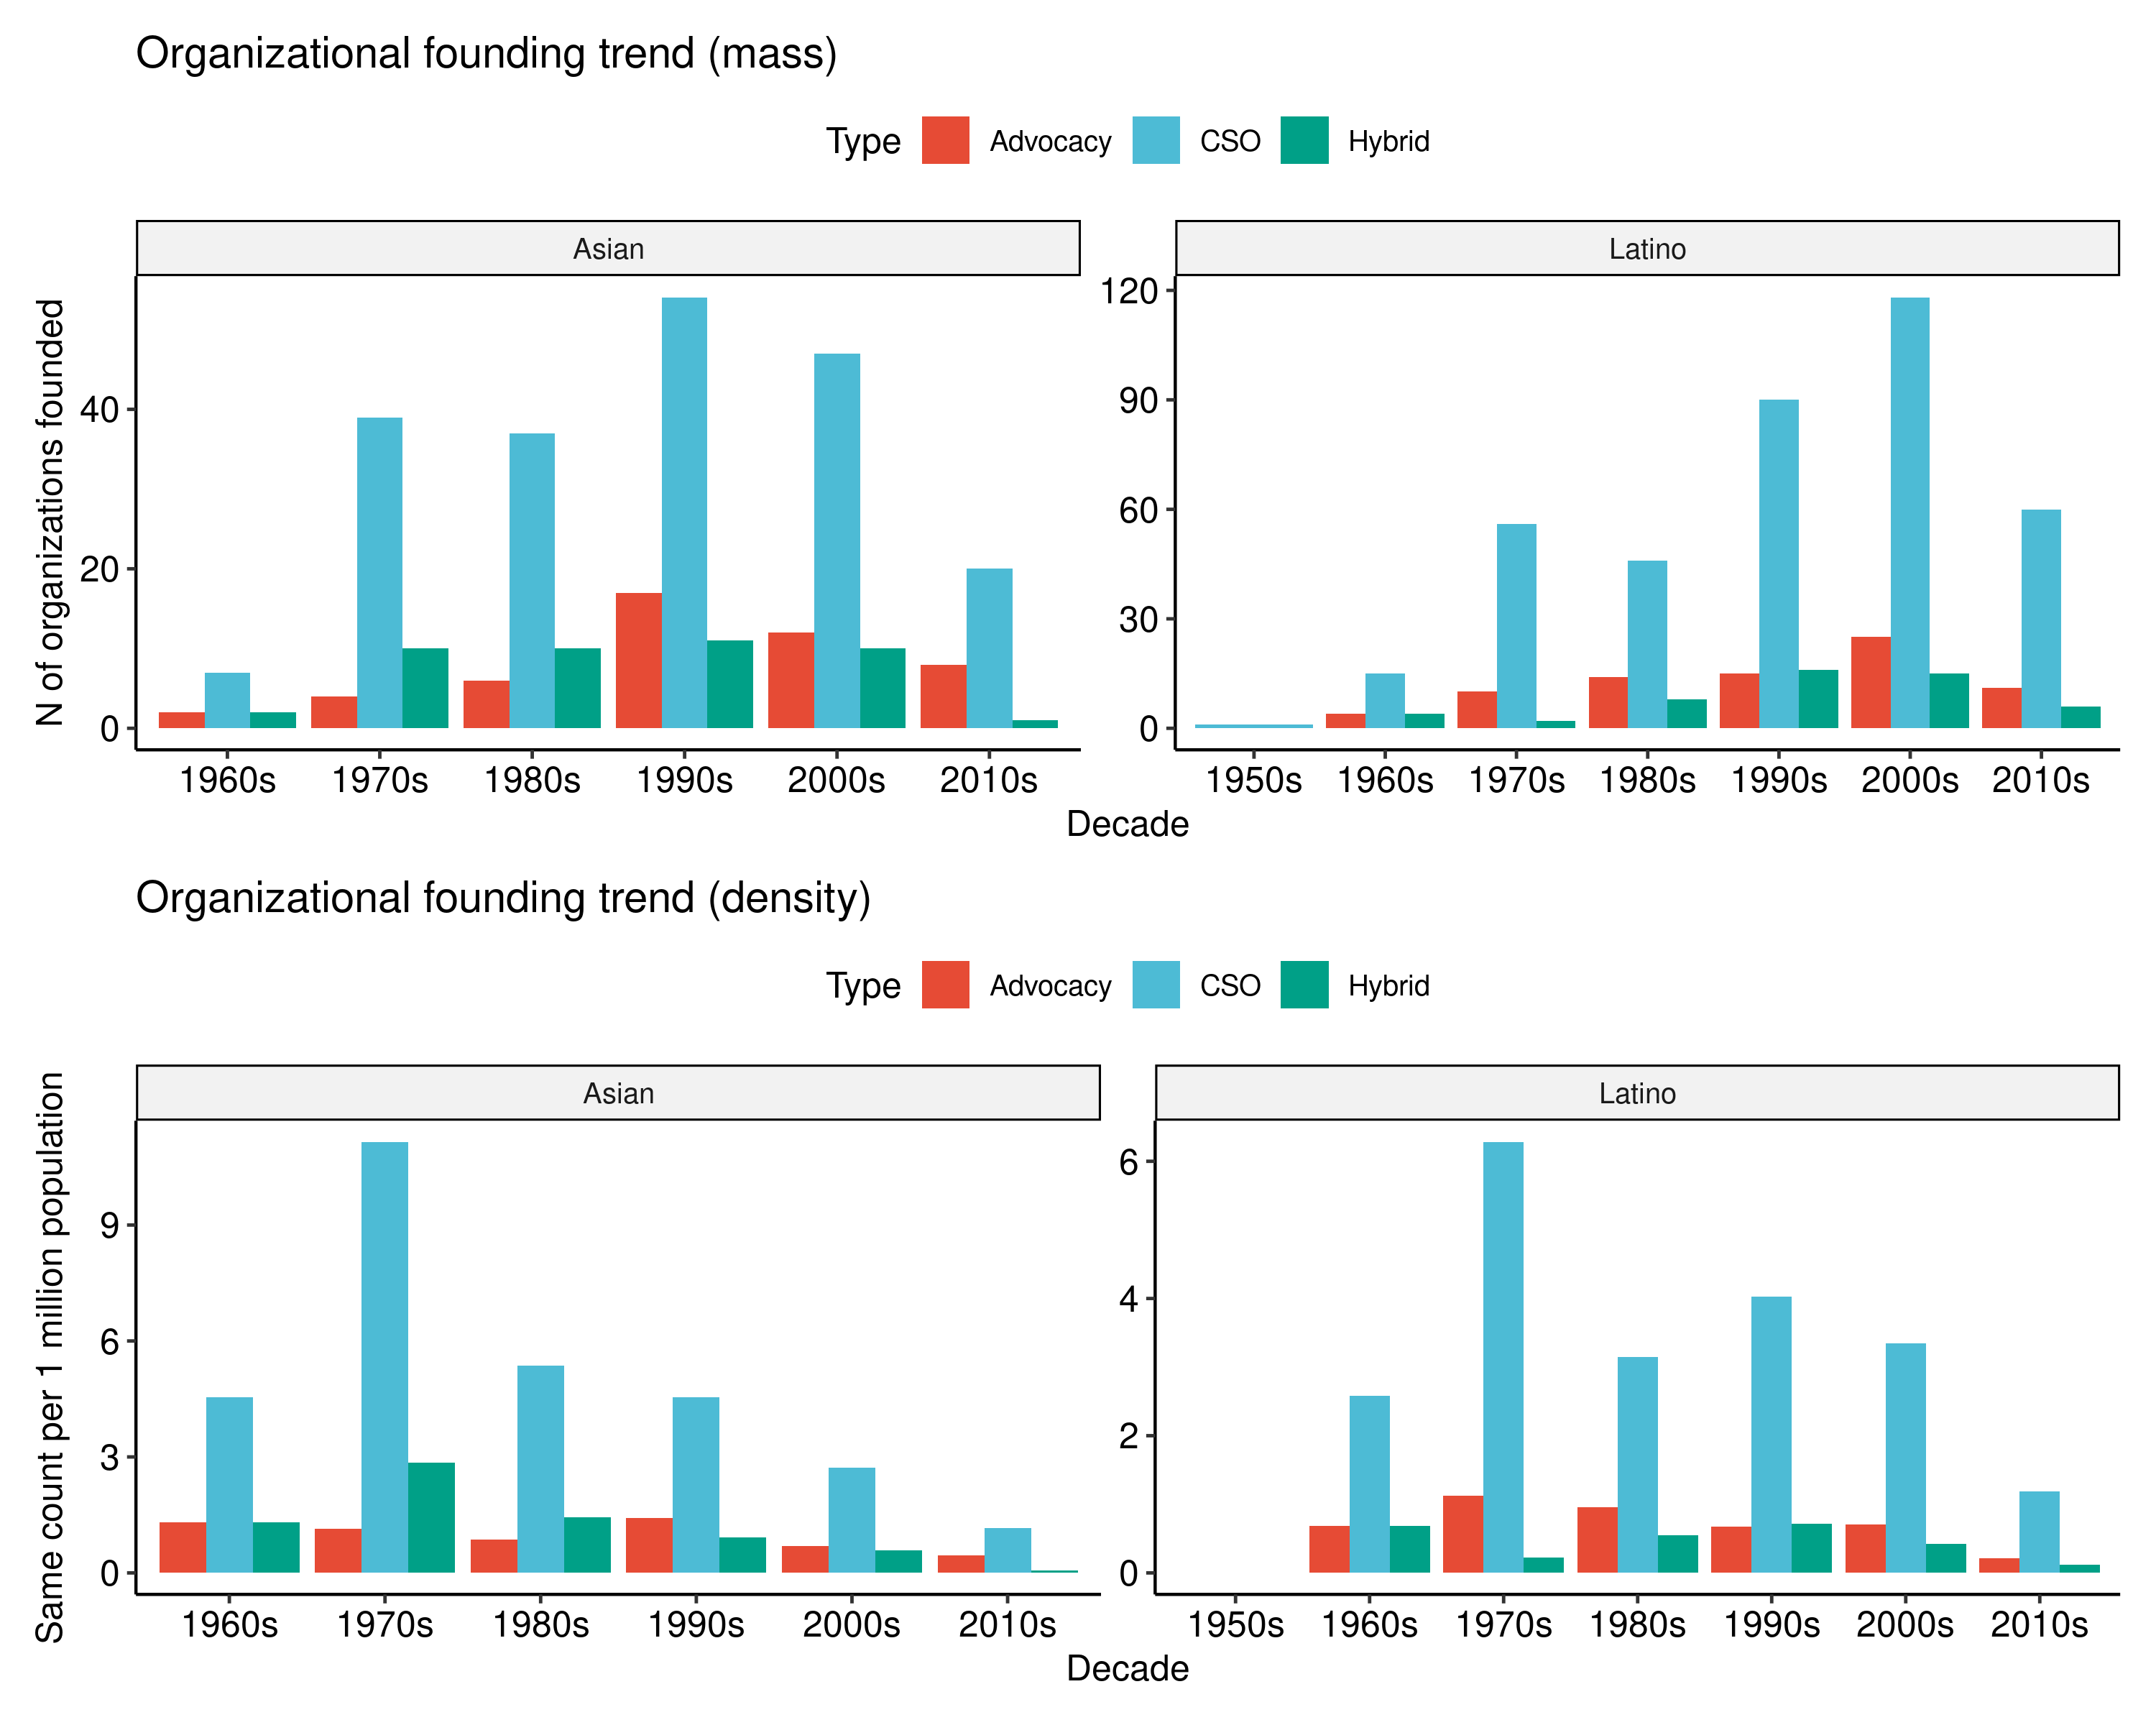 Organizational founding trend (mass)
Type Advocacy CSO Hybrid
Asian Latino
N of organizations founded
40
20
0
120
90
60
30
0
1960s 1970s 1980s 1990s 2000s 2010s
1950s 1960s 1970s 1980s 1990s 2000s 2010s
Decade
Organizational founding trend (density)
Type Advocacy CSO Hybrid
Asian Latino
Same count per 1 million population
9
6
3
0
6
4
2
0
1960s 1970s 1980s 1990s 2000s 2010s
1950s 1960s 1970s 1980s 1990s 2000s 2010s
Decade